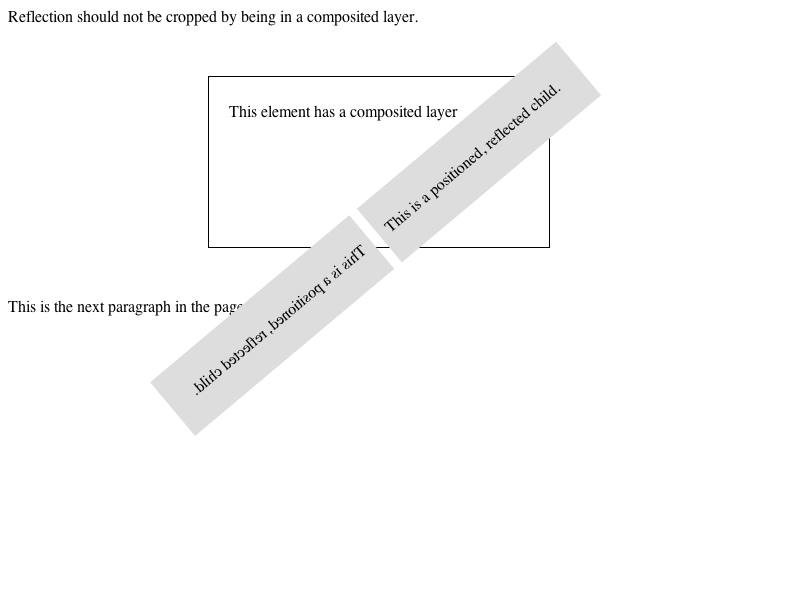 Reflection should not be cropped by being in a composited layer.
This element has a composited layer
This is a positioned, reflected child.
This is a positioned, reflected child.
This is the next paragraph in the page